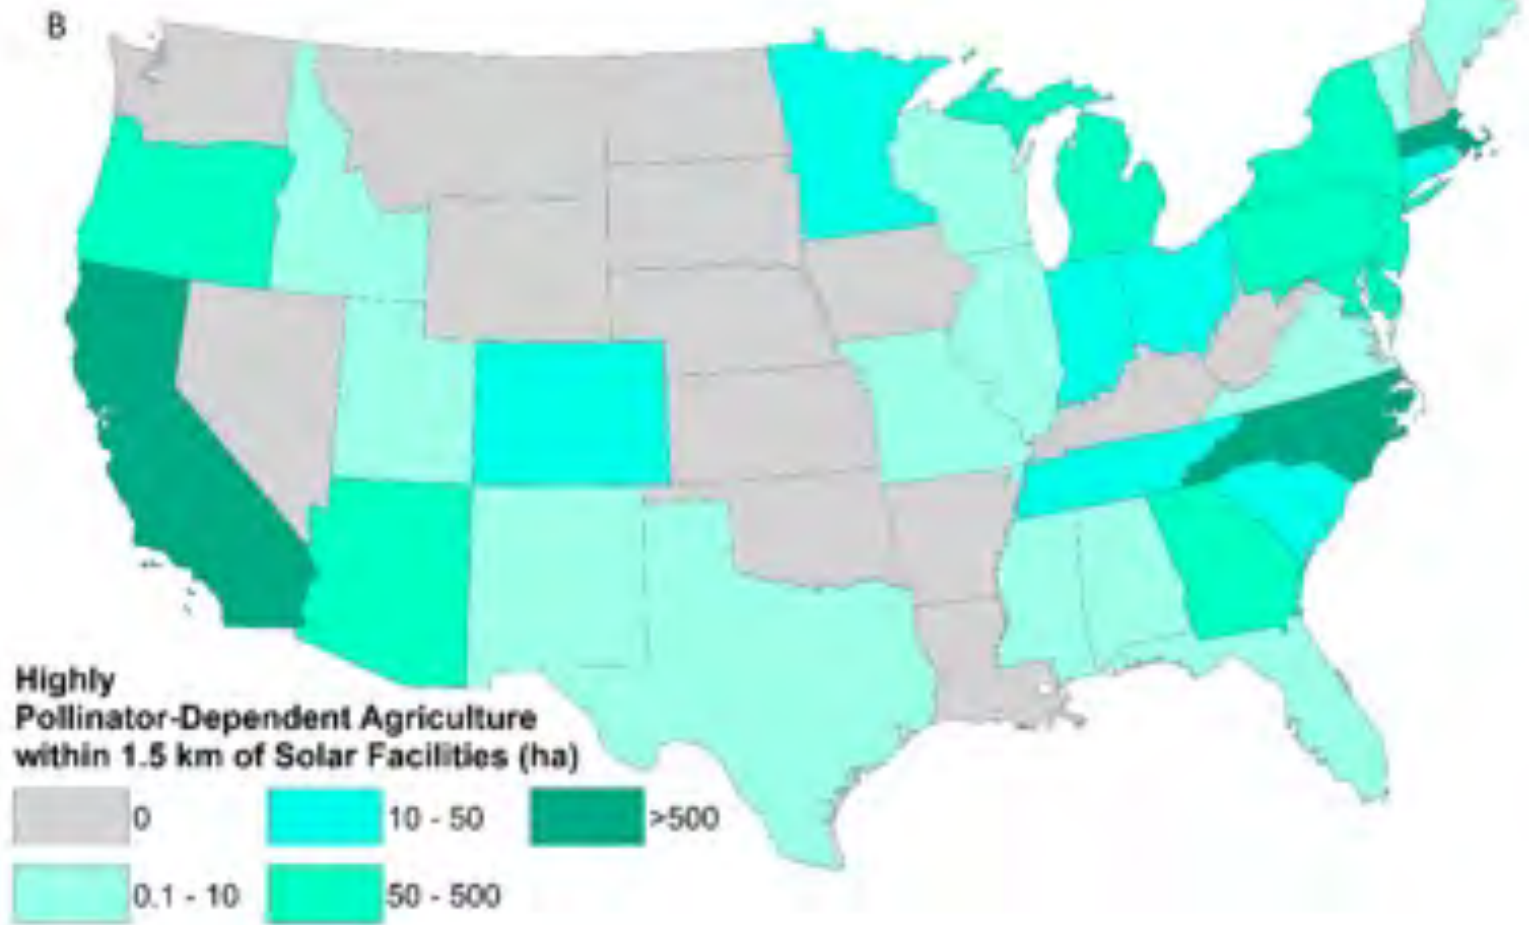 B
Highly
Pollinator-Dependent Agriculture
within 1.5 km of Solar Facilities (ha)
0
10 - 50
>500
0.1 - 10
50 - 500